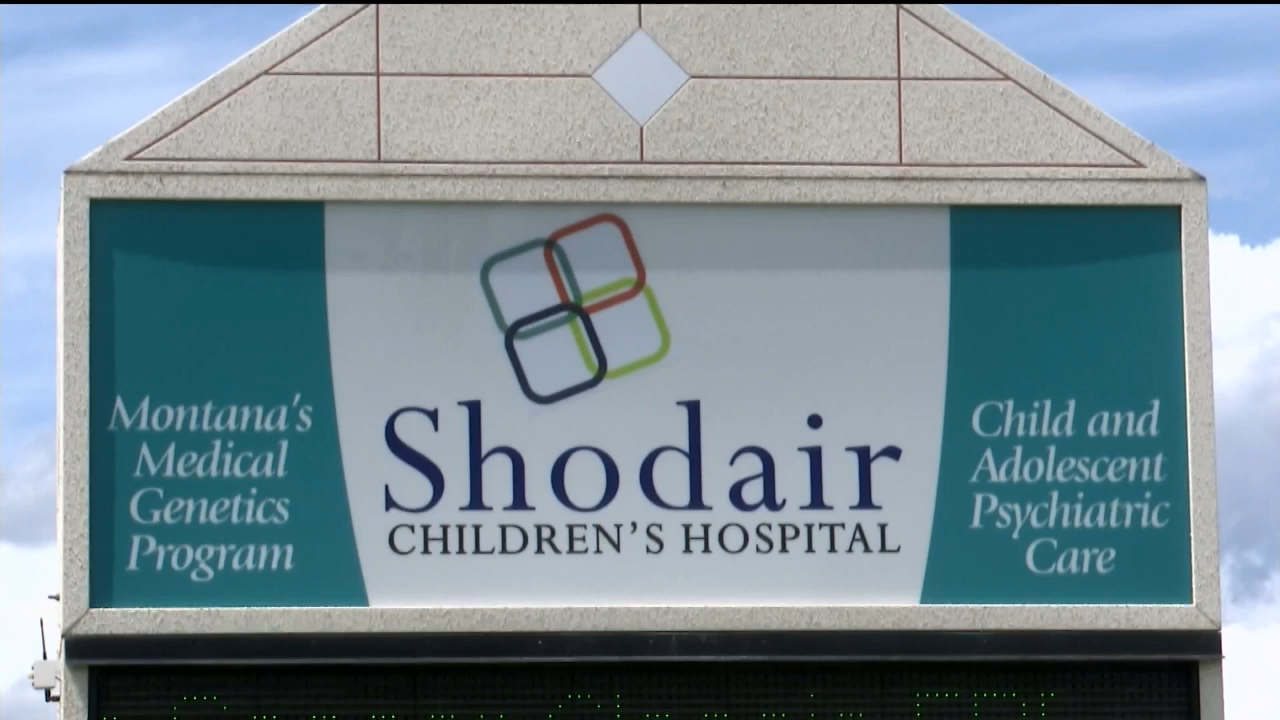 Montana's
Medical
Genetics
Program
Shodair
CHILDREN'S HOSPITAL
Child and
Adolescent
Psychiatric
Care